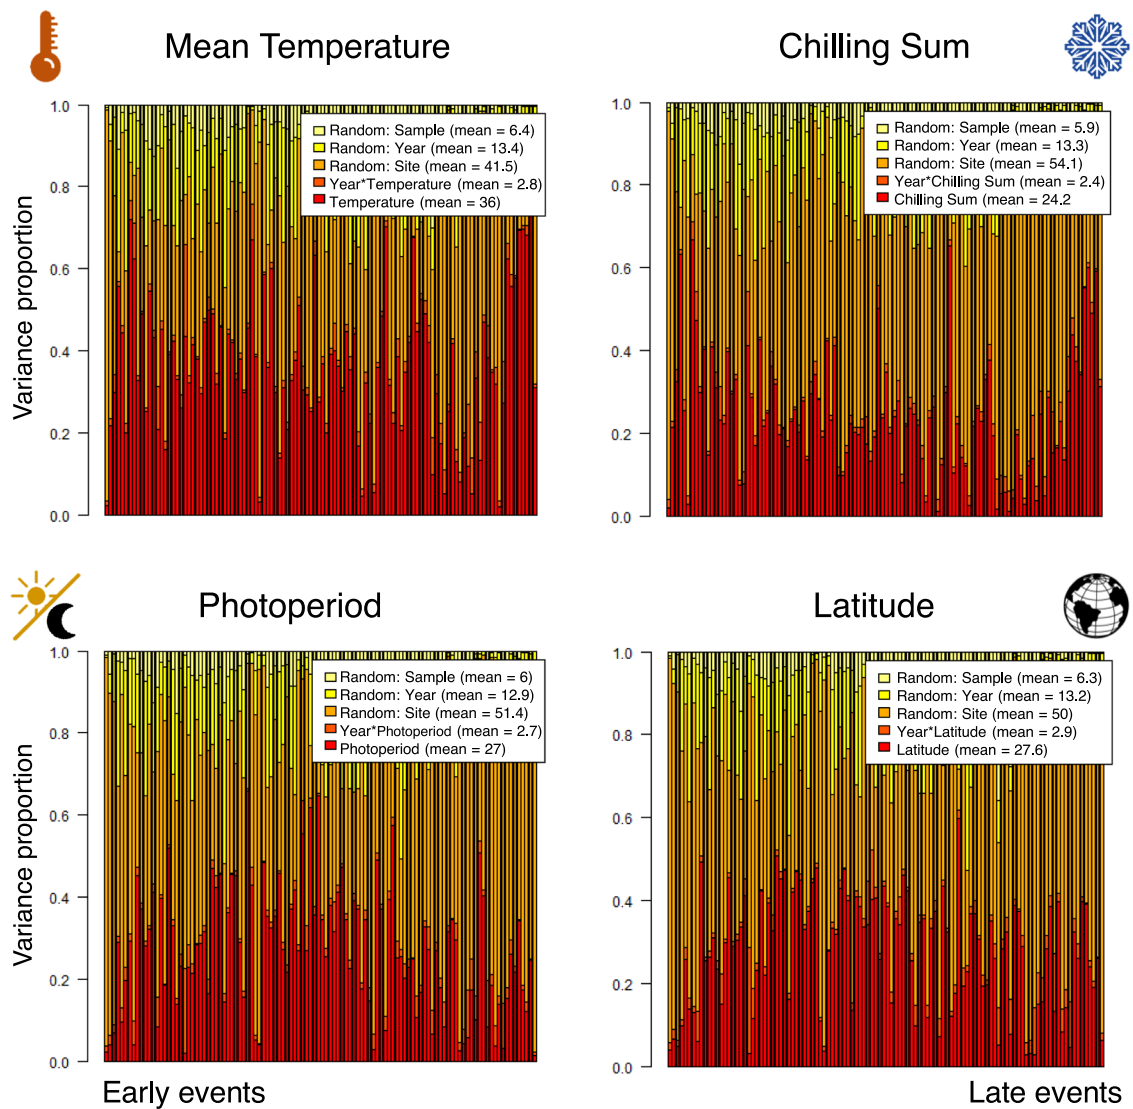 Mean Temperature
Variance proportion
1.0
0.8
0.6
0.4
0.2
0.0
Random: Sample (mean = 6.4)
Random: Year (mean = 13.4)
Random: Site (mean = 41.5)
Year*Temperature (mean = 2.8)
Temperature (mean = 36)
Chilling Sum
1.0
0.8
0.6
0.4
0.2
0.0
Random: Sample (mean = 5.9)
Random: Year (mean = 13.3)
Random: Site (mean = 54.1)
Year*Chilling Sum (mean = 2.4)
Chilling Sum (mean = 24.2
Photoperiod
Variance proportion
1.0
0.8
0.6
0.4
0.2
0.0
Random: Sample (mean = 6)
Random: Year (mean = 12.9)
Random: Site (mean = 51.4)
Year*Photoperiod (mean = 2.7)
Photoperiod (mean = 27)
Latitude
1.0
0.8
0.6
0.4
0.2
0.0
Random: Sample (mean = 6.3)
Random: Year (mean = 13.2)
Random: Site (mean = 50)
Year*Latitude (mean = 2.9)
Latitude (mean = 27.6)
Early events
Late events